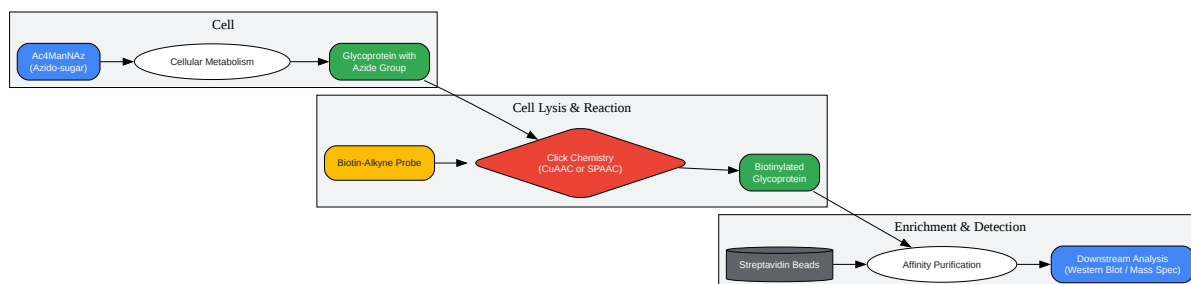 Cell
Ac4ManNAz
(Azido-sugar)
Cellular Metabolism
Glycoprotein with
Azide Group
Cell Lysis & Reaction
Biotin-Alkyne Probe
Click Chemistry
(CuAAC or SPAAC)
Biotinylated
Glycoprotein
Enrichment & Detection
Streptavidin Beads
Affinity Purification
Downstream Analysis
(Western Blot / Mass Spec)